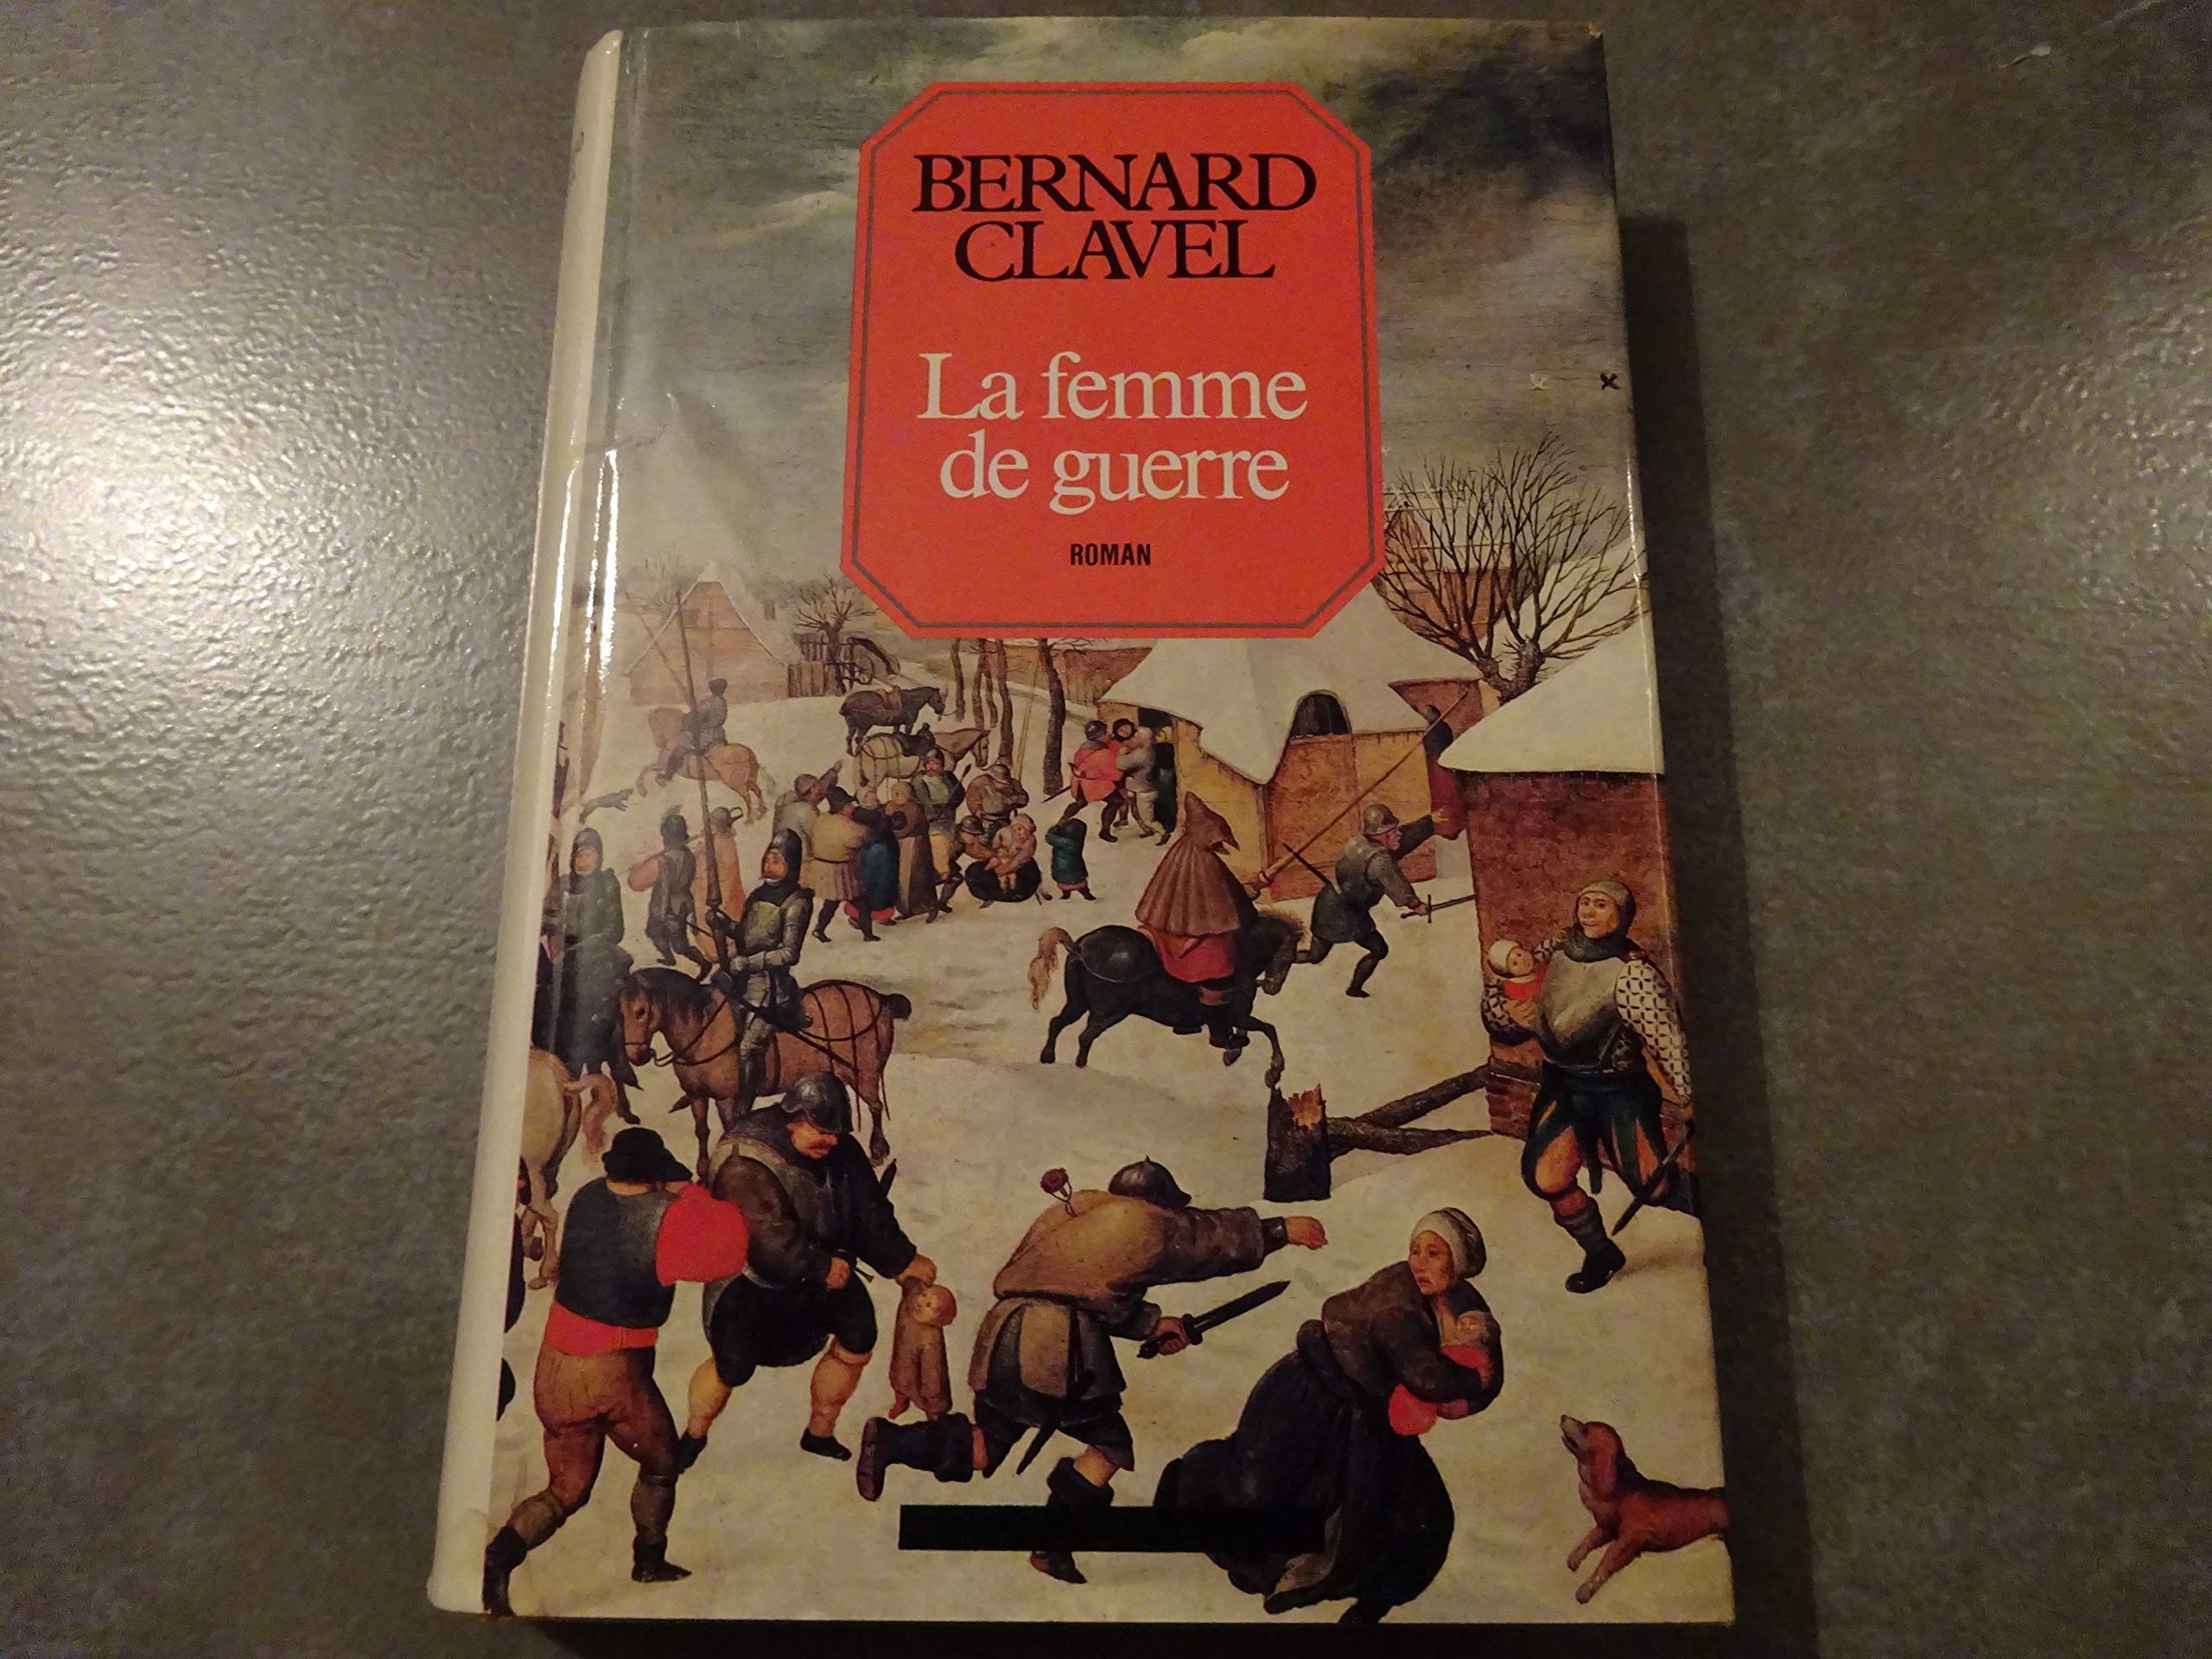 BERNARD
CLAVEL
La femme
de guerre
ROMAN